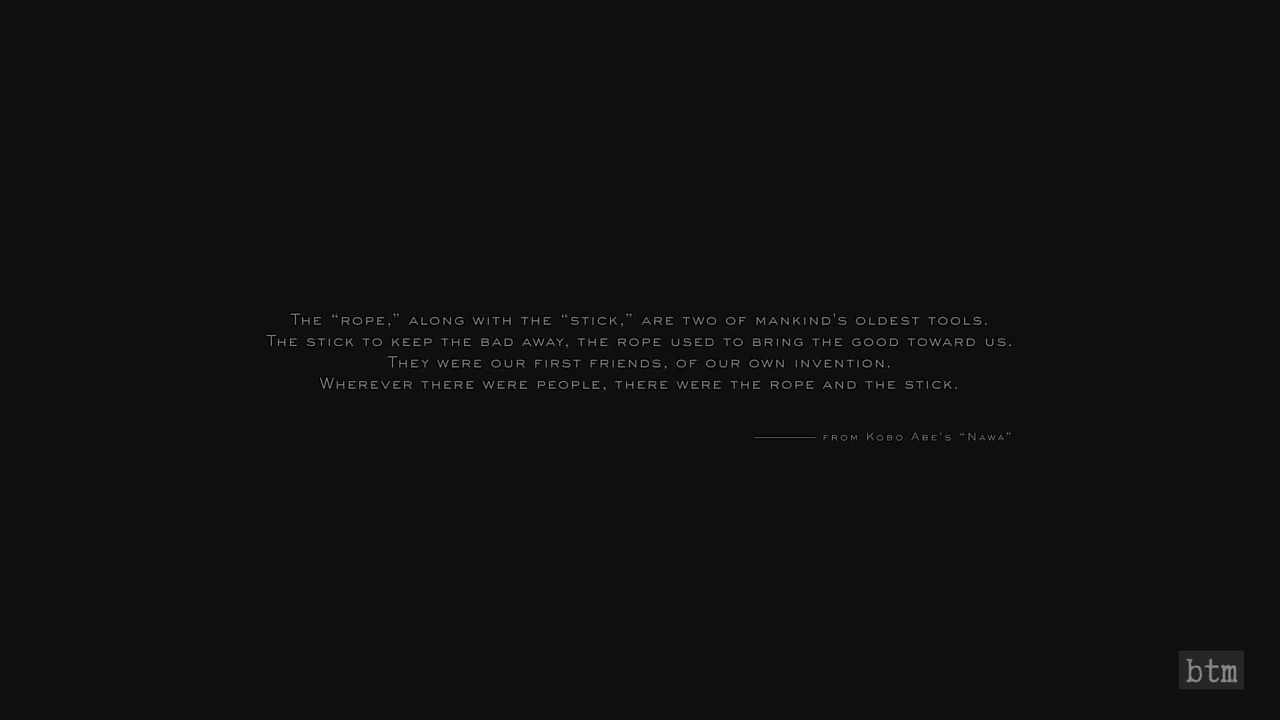 The “rope,” along with the “stick,” are two of mankind's oldest tools.
The stick to keep the bad away, the rope used to bring the good toward us.
They were our first friends, of our own invention.
Wherever there were people, there were the rope and the stick.
from Kobo Abe's “Nawa”
btm